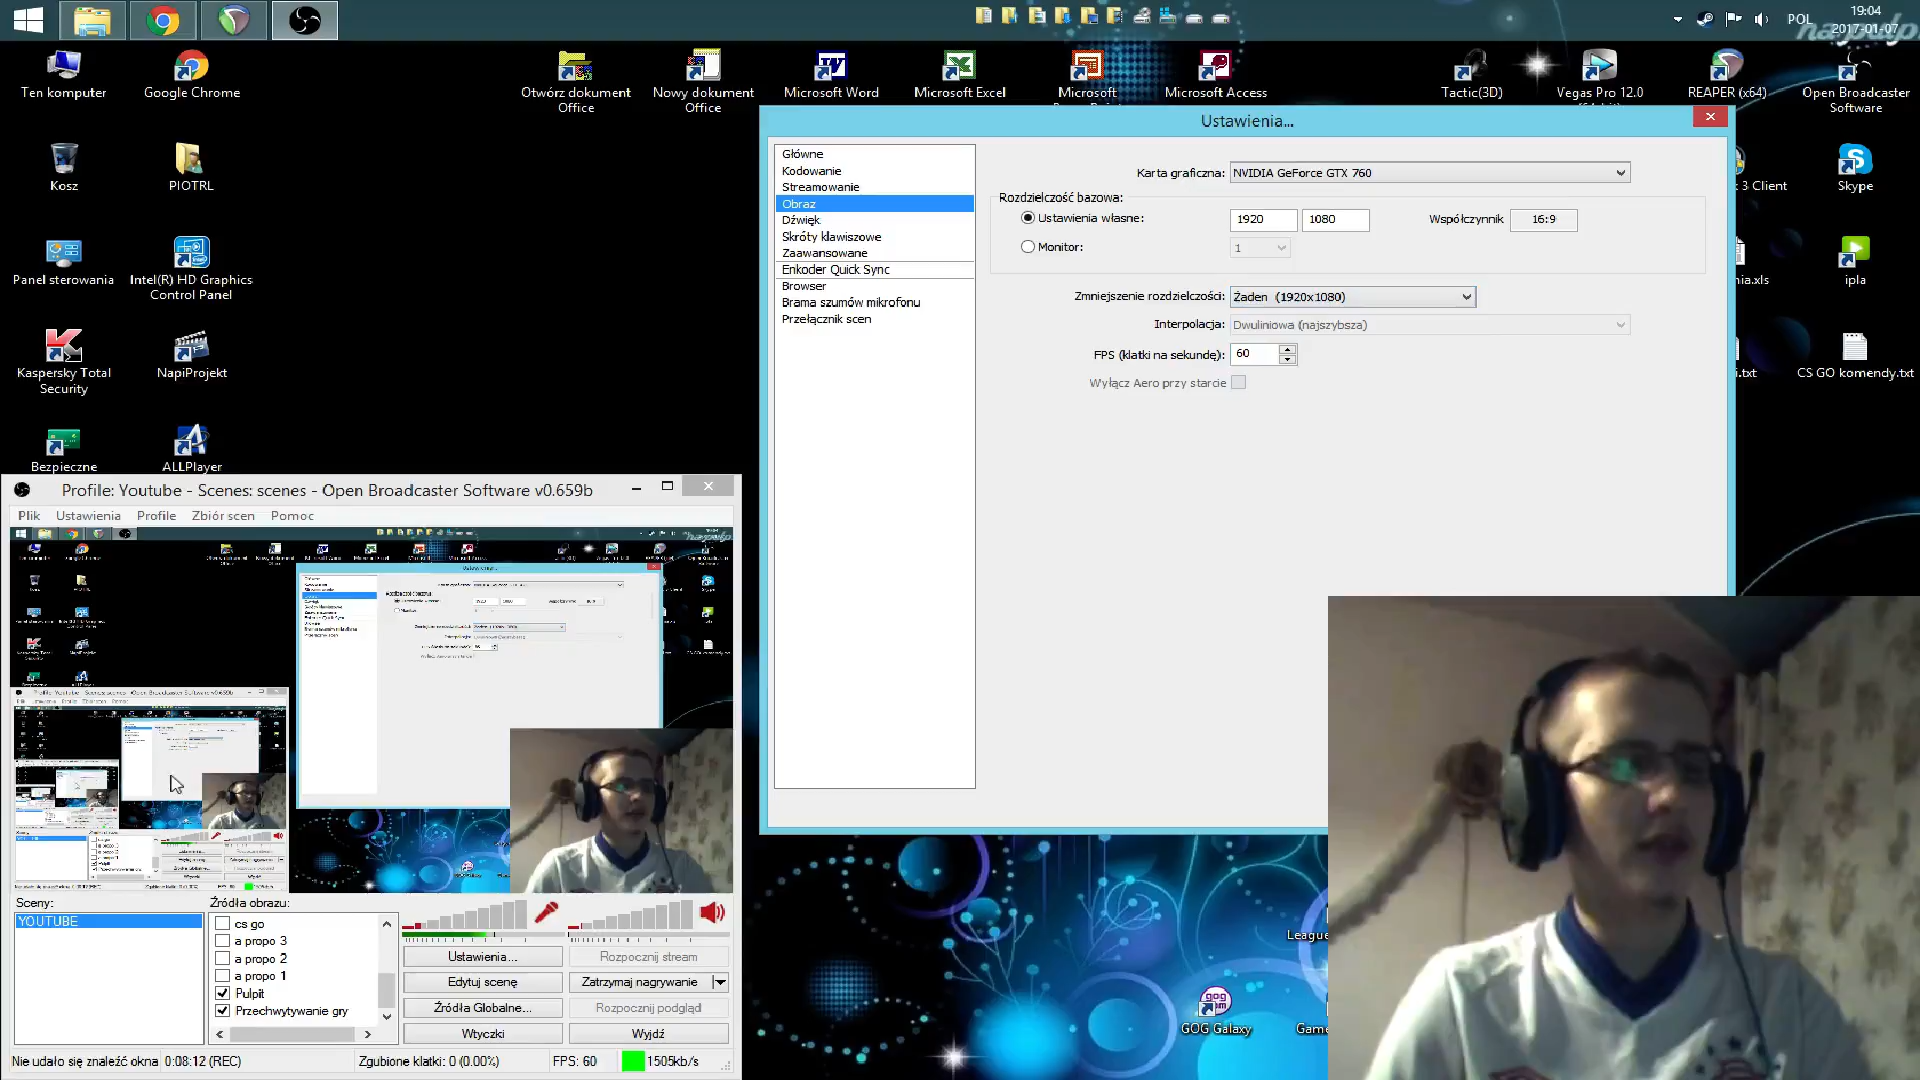 POL
19:04
2017-01-07
Ten komputer
Google Chrome
Otwórz dokument
Office
Nowy dokument
Office
Microsoft Word
Microsoft Excel
Microsoft
Microsoft Access
Tactic(3D)
Vegas Pro 12.0
REAPER (x64)
Open Broadcaster
Software
Kosz
PIOTRL
3 Client
Skype
Panel sterowania
Intel(R) HD Graphics
Control Panel
nia.xls
ipla
Kaspersky Total
Security
NapiProjekt
i.txt
CS GO komendy.txt
Bezpieczne
ALLPlayer
Ustawienia...
Główne
Kodowanie
Streamowanie
Obraz
Dźwięk
Skróty klawiszowe
Zaawansowane
Enkoder Quick Sync
Browser
Brama szumów mikrofonu
Przełącznik scen
Karta graficzna: NVIDIA GeForce GTX 760
Rozdzielczość bazowa:
Ustawienia własne: 1920 1080 Współczynnik 16:9
Monitor: 1
Zmniejszenie rozdzielczości: Żaden (1920x1080)
Interpolacja: Dwuliniowa (najszybsza)
FPS (klatki na sekundę): 60
Wyłącz Aero przy starcie
Profile: Youtube - Scenes: scenes - Open Broadcaster Software v0.659b
Plik Ustawienia Profile Zbiór scen Pomoc
Sceny:
YOUTUBE
Źródła obrazu:
cs go
a propo 3
a propo 2
a propo 1
Pulpit
Przechwytywanie gry
Ustawienia... Rozpocznij stream
Edytuj scenę Zatrzymaj nagrywanie
Źródła Globalne... Rozpocznij podgląd
Wtyczki Wyjdź
Nie udało się znaleźć okna 0:08:12 (REC) Zgubione klatki: 0 (0.00%) FPS: 60 1505kb/s
League
GOG Galaxy
Game